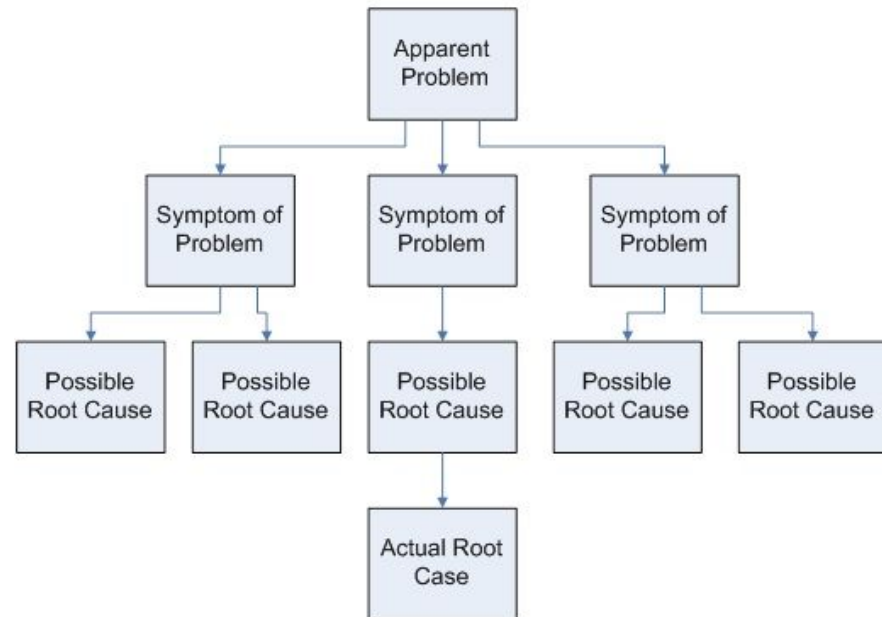 Apparent
Problem
Symptom of
Problem
Symptom of
Problem
Symptom of
Problem
Possible
Root Cause
Possible
Root Cause
Possible
Root Cause
Possible
Root Cause
Possible
Root Cause
Actual Root
Case